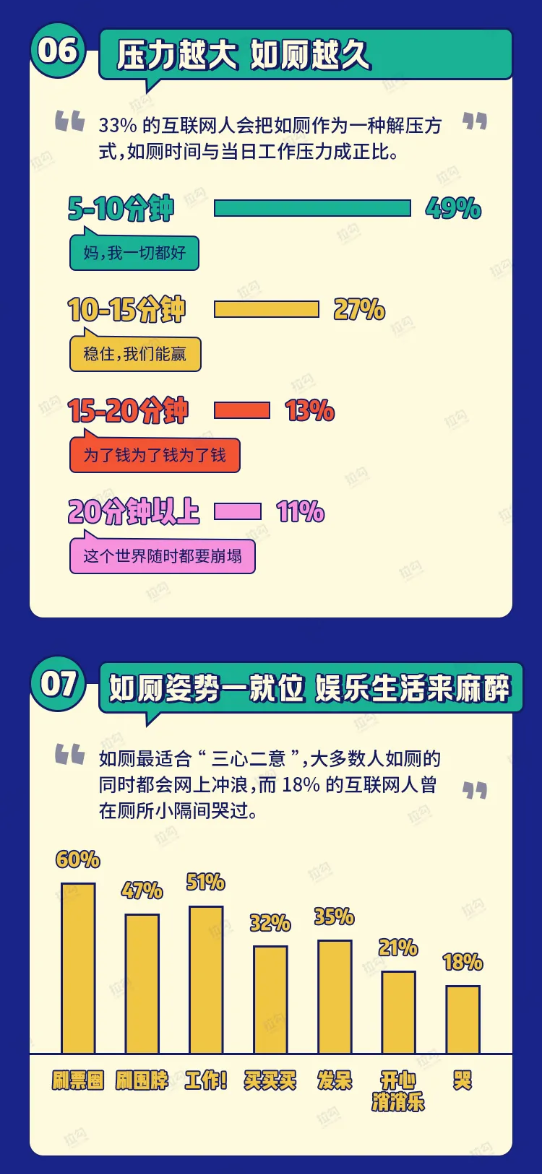 06
压力越大 如厕越久
“ 33% 的互联网人会把如厕作为一种解压方 ”
式,如厕时间与当日工作压力成正比。
5-10分钟 49%
妈,我一切都好
10-15分钟 27%
稳住,我们能赢
15-20分钟 13%
为了钱为了钱为了钱
20分钟以上 11%
这个世界随时都要崩塌
07
如厕姿势一就位 娱乐生活来麻醉
“ 如厕最适合“三心二意”,大多数人如厕的
同时都会网上冲浪,而 18% 的互联网人曾 ”
在厕所小隔间哭过。
60% 47% 51% 32% 35% 21% 18%
刷票圈 刷围脖 工作! 买买买 发呆 开心 哭
消消乐
拉勾